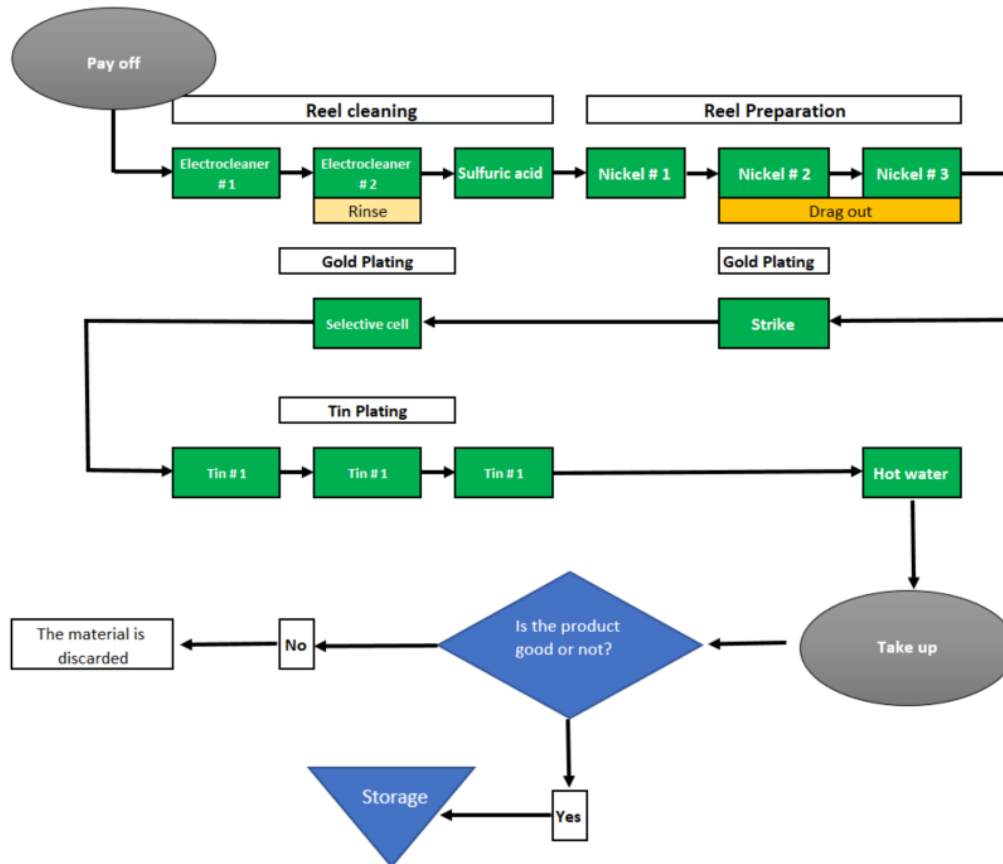 Pay off
Reel cleaning
Reel Preparation
Electrocleaner
# 1
Electrocleaner
# 2
Sulfuric acid
Nickel # 1
Nickel # 2
Nickel # 3
Rinse
Drag out
Gold Plating
Gold Plating
Selective cell
Strike
Tin Plating
Tin # 1
Tin # 1
Tin # 1
Hot water
Is the product
good or not?
Take up
No
The material is
discarded
Storage
Yes